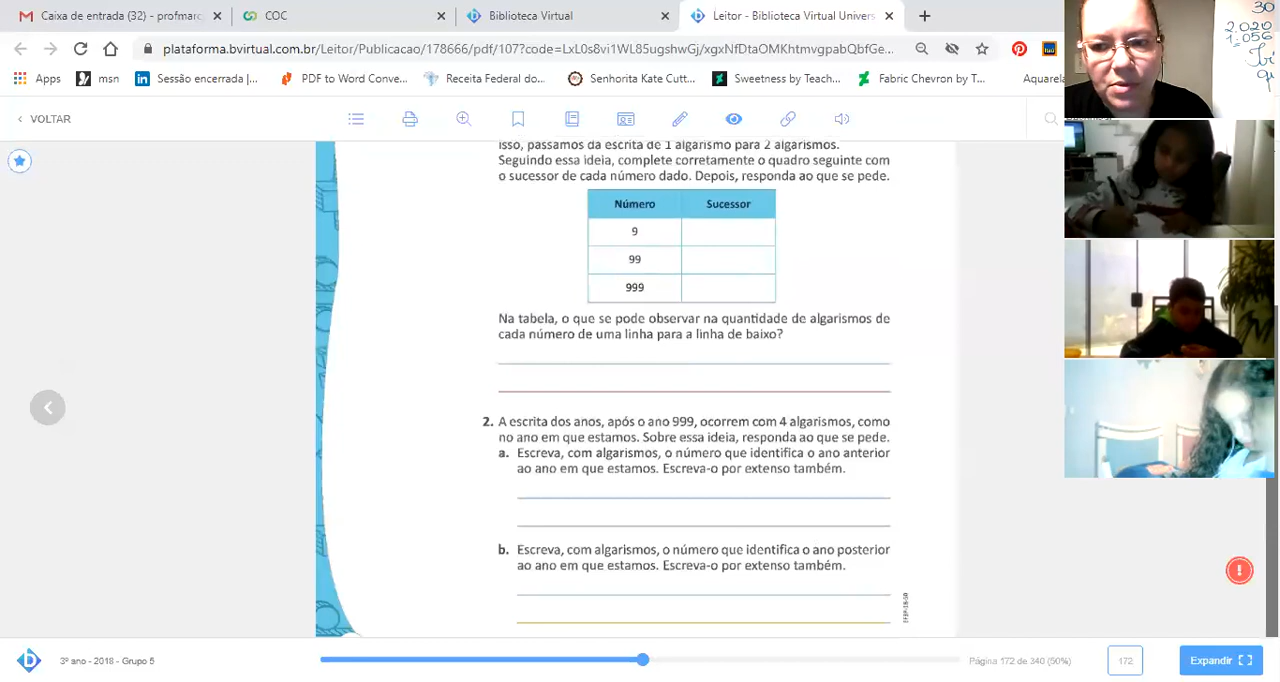 Caixa de entrada (32) - profmarc
COC
Biblioteca Virtual
Leitor - Biblioteca Virtual Univers
plataforma.bvirtual.com.br/Leitor/Publicacao/178666/pdf/107?code=LxL0s8vi1WL85ugshwGj/xgxNfDtaOMKhtmvgpabQbfGe...
Apps
msn
Sessão encerrada |...
PDF to Word Conve...
Receita Federal do...
Senhorita Kate Cutt...
Sweetness by Teach...
Fabric Chevron by T...
Aquarela
30
2.020
1.056
VOLTAR
isso, passamos da escrita de 1 algarismo para 2 algarismos.
Seguindo essa ideia, complete corretamente o quadro seguinte com
o sucessor de cada número dado. Depois, responda ao que se pede.
Número Sucessor
9
99
999
Na tabela, o que se pode observar na quantidade de algarismos de
cada número de uma linha para a linha de baixo?
2. A escrita dos anos, após o ano 999, ocorrem com 4 algarismos, como
no ano em que estamos. Sobre essa ideia, responda ao que se pede.
a. Escreva, com algarismos, o número que identifica o ano anterior
ao ano em que estamos. Escreva-o por extenso também.
b. Escreva, com algarismos, o número que identifica o ano posterior
ao ano em que estamos. Escreva-o por extenso também.
3º ano - 2018 - Grupo 5
Página 172 de 340 (50%)
172
Expandir